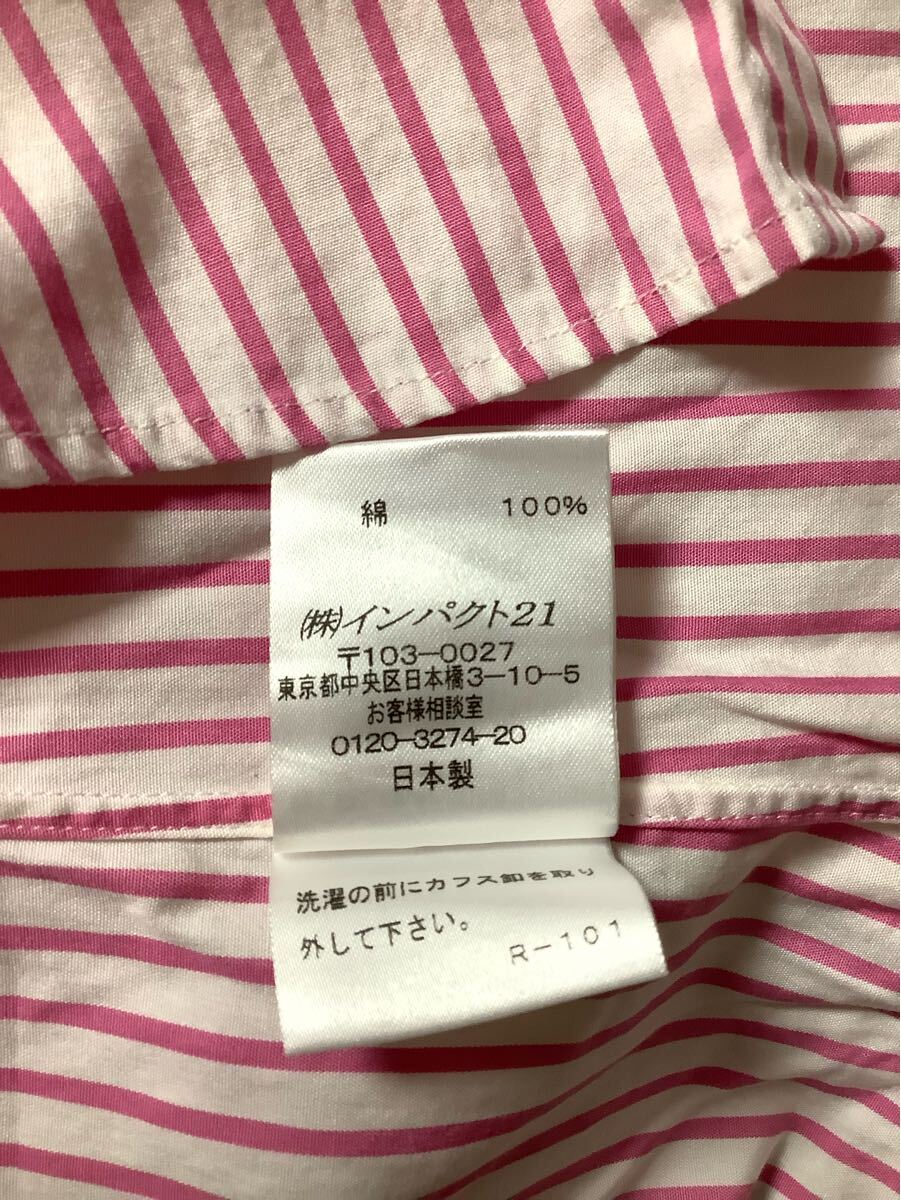 綿 100%
㈱インパクト21
〒103-0027
東京都中央区日本橋3-10-5
お客様相談室
0120-3274-20
日本製
洗濯の前にカフス釦を取り
外して下さい。
R-101